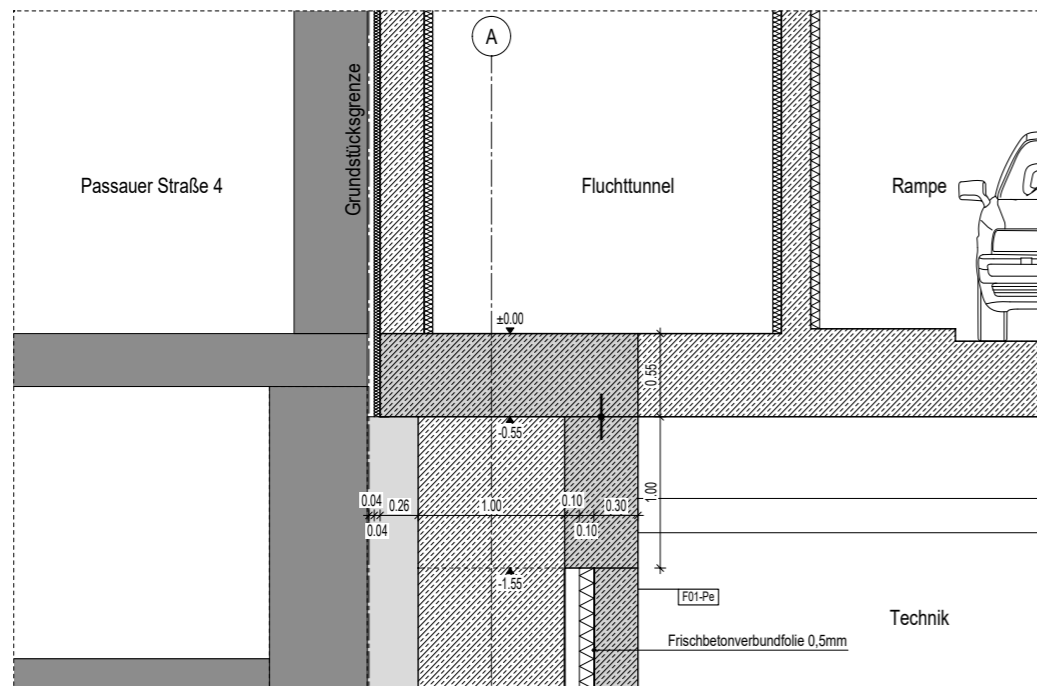 A
Grundstücksgrenze
Passauer Straße 4
Fluchttunnel
Rampe
±0.00
0.55
-0.55
1.00
0.04
0.26
1.00
0.10
0.30
0.04
0.10
-1.55
F01-Pe
Technik
Frischbetonverbundfolie 0,5mm